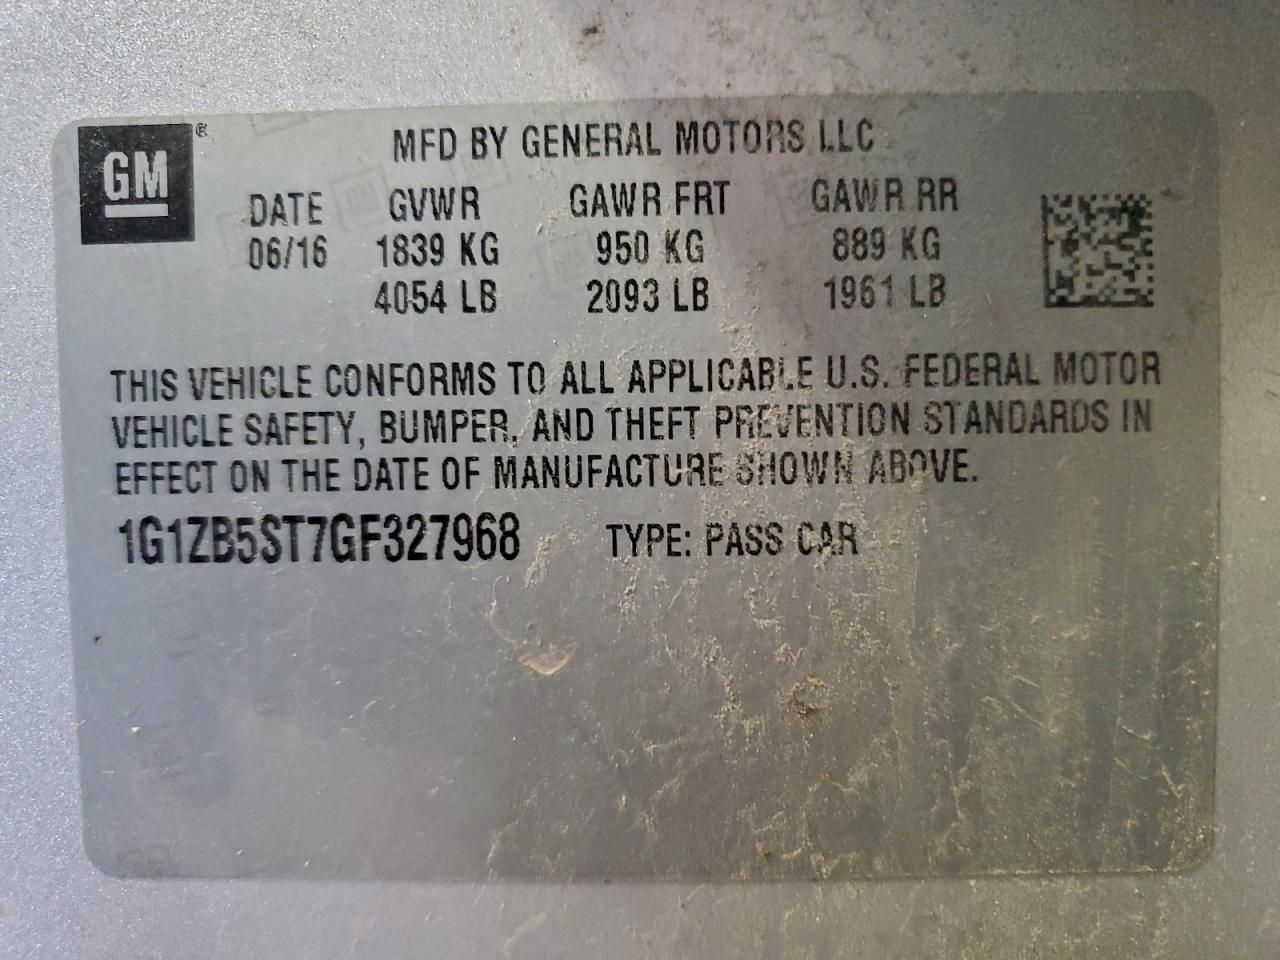 GM ®
MFD BY GENERAL MOTORS LLC
DATE GVWR GAWR FRT GAWR RR
06/16 1839 KG 950 KG 889 KG
4054 LB 2093 LB 1961 LB
THIS VEHICLE CONFORMS TO ALL APPLICABLE U.S. FEDERAL MOTOR
VEHICLE SAFETY, BUMPER, AND THEFT PREVENTION STANDARDS IN
EFFECT ON THE DATE OF MANUFACTURE SHOWN ABOVE.
1G1ZB5ST7GF327968 TYPE: PASS CAR